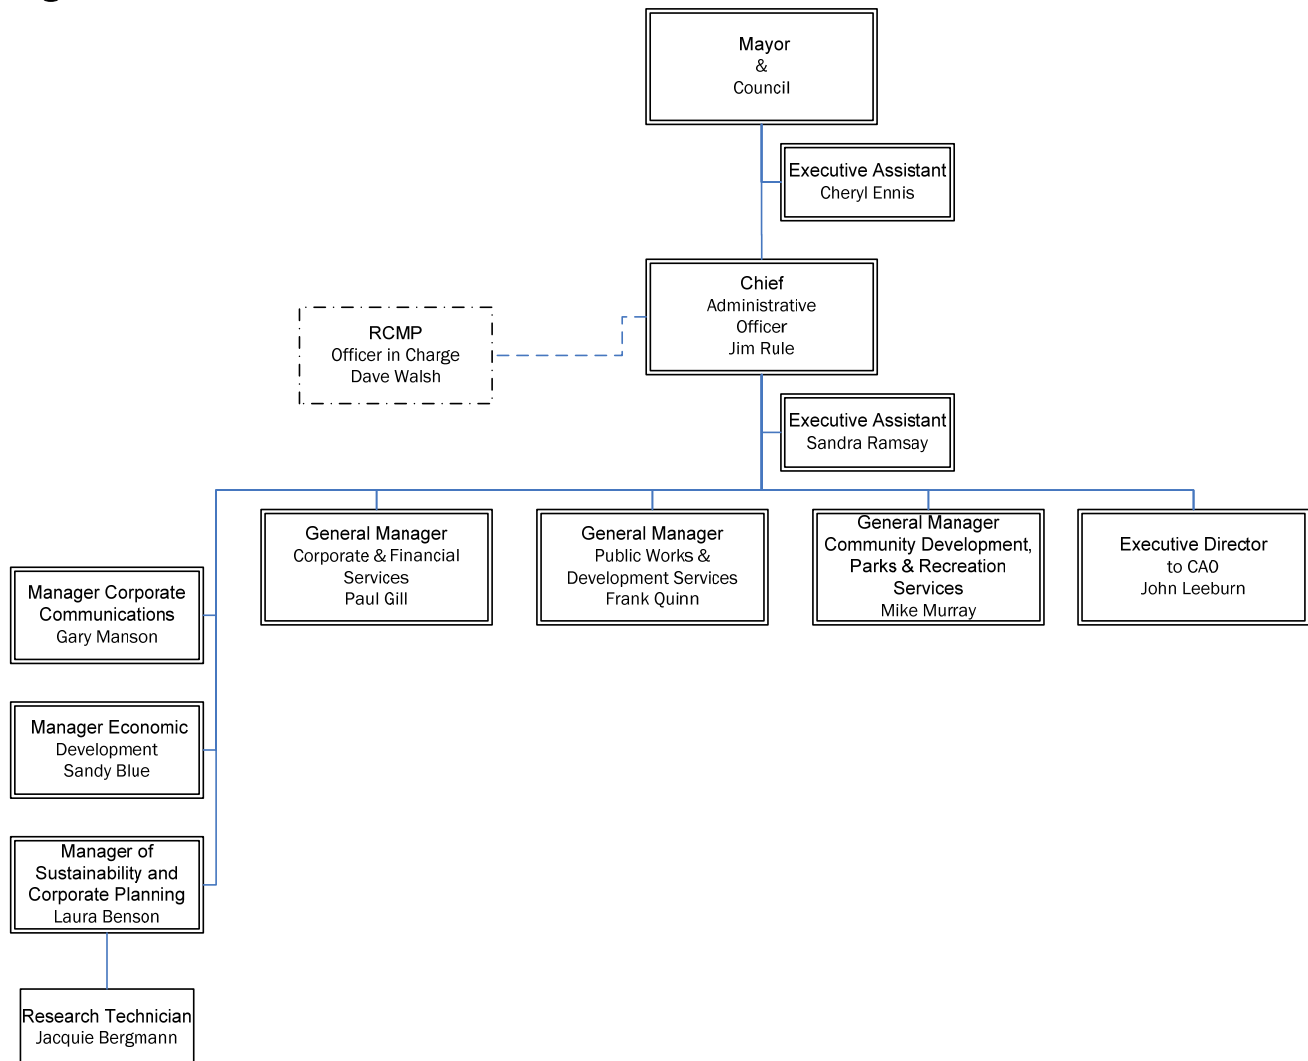 Mayor
&
Council
Executive Assistant
Cheryl Ennis
Chief
Administrative
Officer
Jim Rule
RCMP
Officer in Charge
Dave Walsh
Executive Assistant
Sandra Ramsay
General Manager
Corporate & Financial
Services
Paul Gill
General Manager
Public Works &
Development Services
Frank Quinn
General Manager
Community Development,
Parks & Recreation
Services
Mike Murray
Executive Director
to CAO
John Leeburn
Manager Corporate
Communications
Gary Manson
Manager Economic
Development
Sandy Blue
Manager of
Sustainability and
Corporate Planning
Laura Benson
Research Technician
Jacquie Bergmann